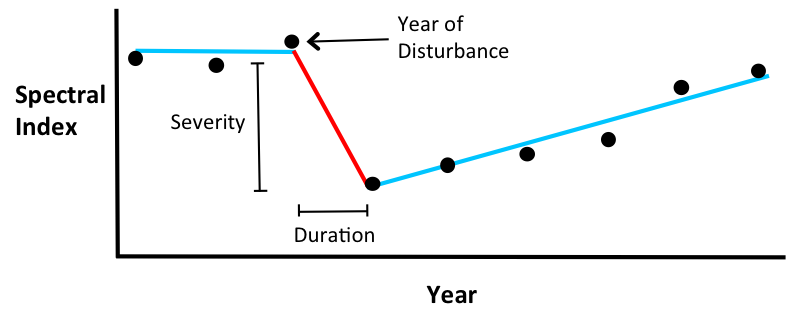 Year of
Disturbance
Spectral
Index
Severity
Duration
Year